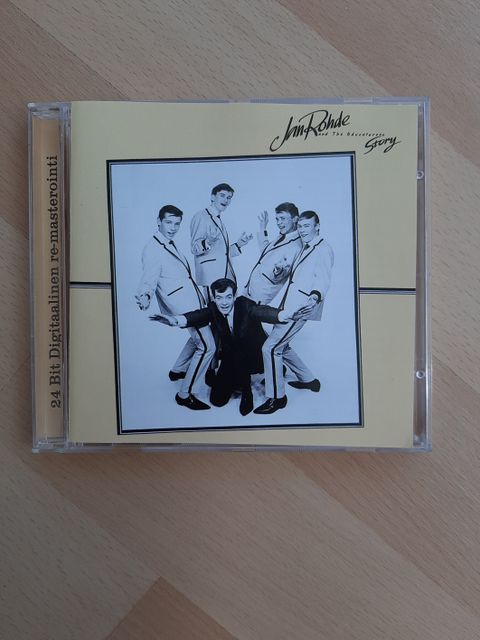 Jan Rohde
and The Adventurers
Story
24 Bit Digitaalinen re-masterointi